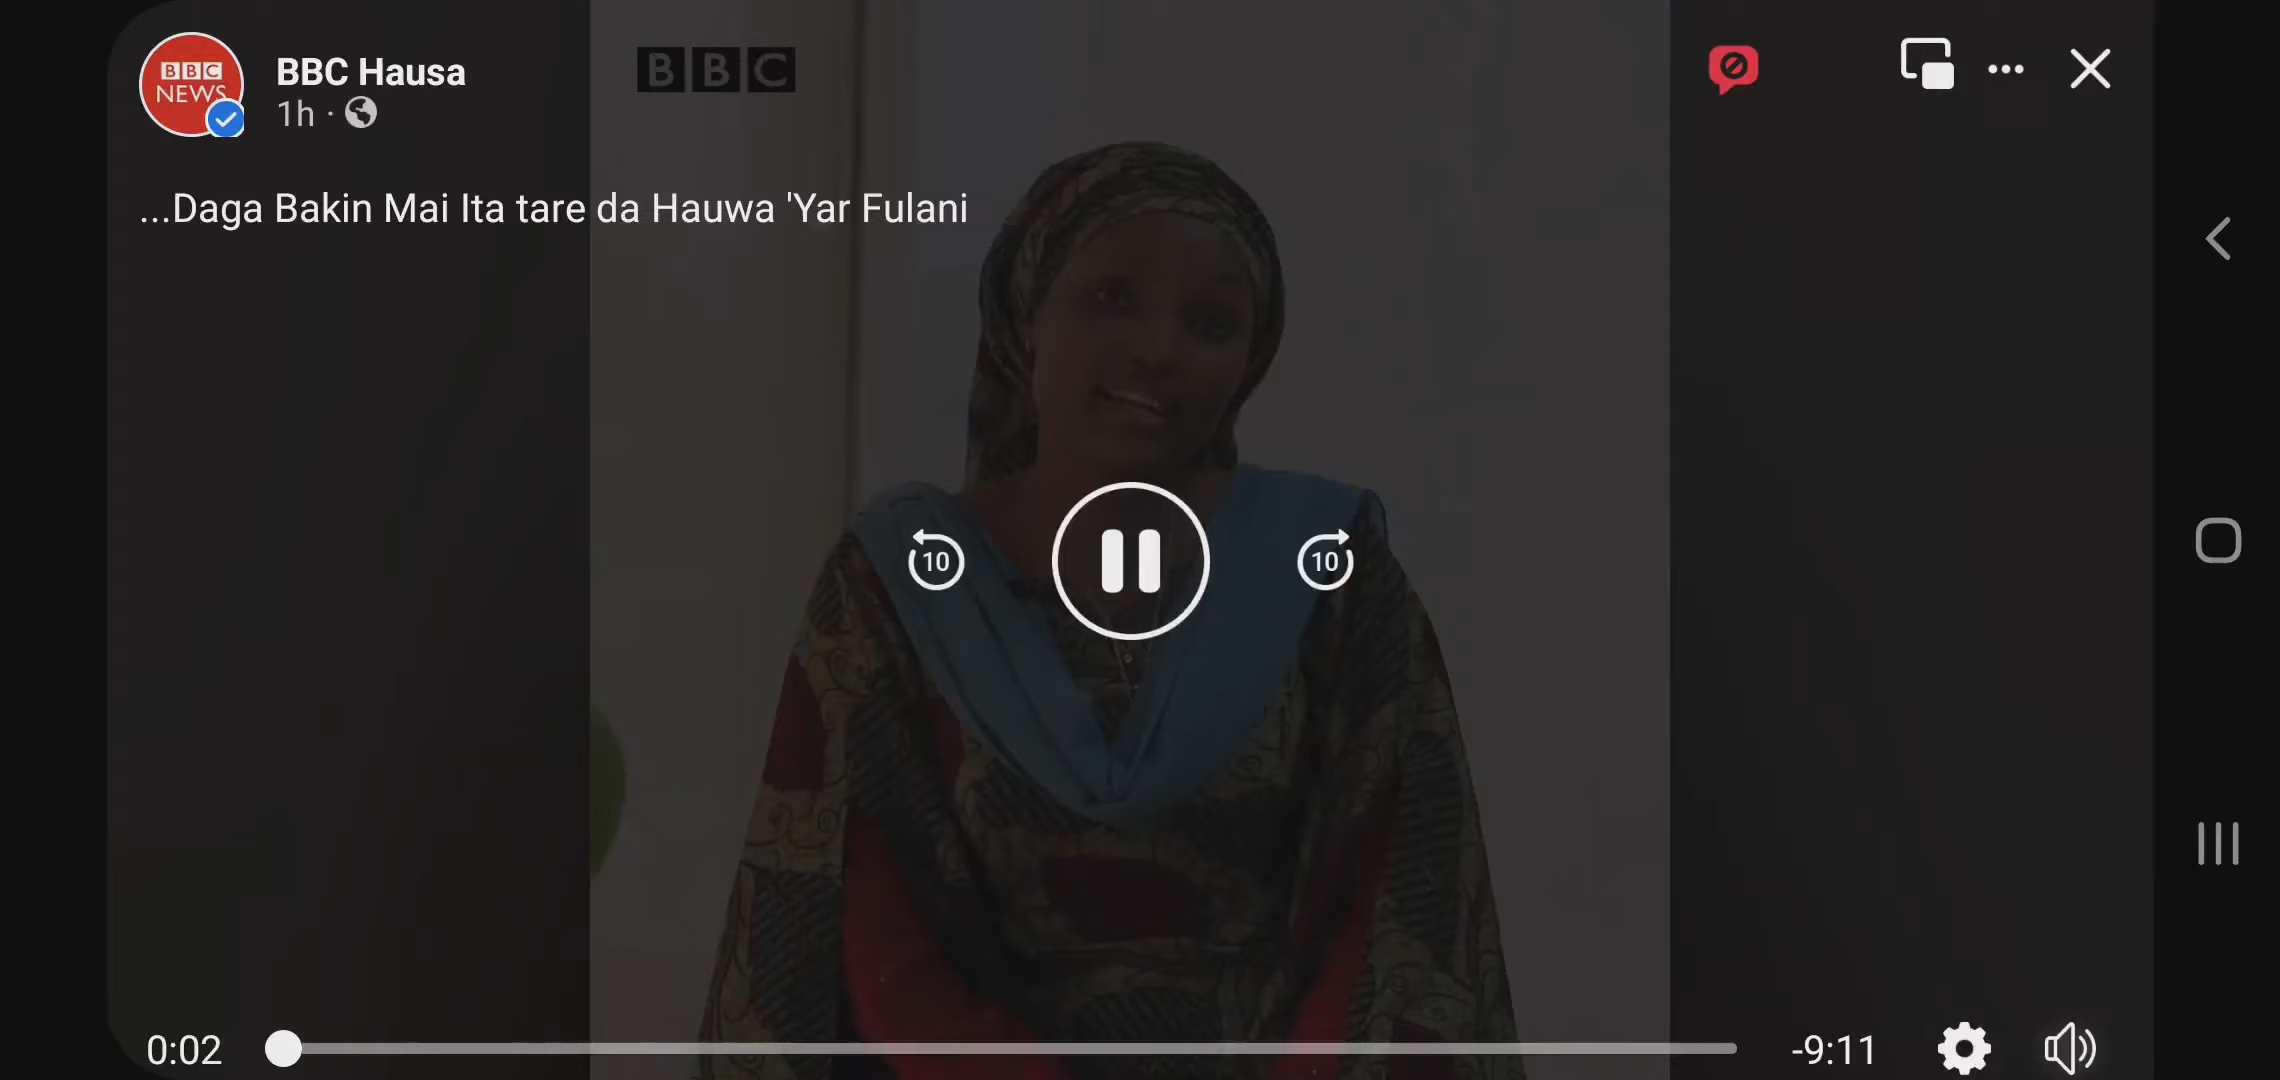 BBC
NEWS
BBC Hausa
1h ·
BBC
...Daga Bakin Mai Ita tare da Hauwa 'Yar Fulani
10
10
0:02
-9:11